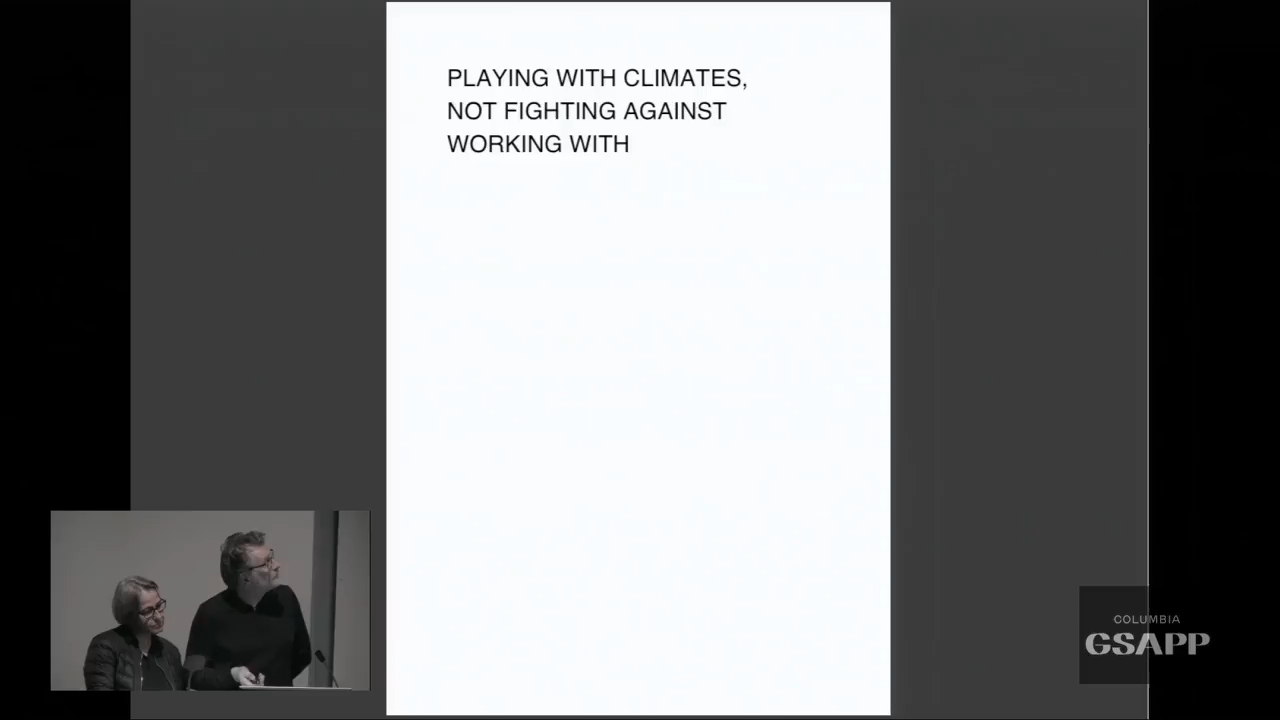 PLAYING WITH CLIMATES,
NOT FIGHTING AGAINST
WORKING WITH
COLUMBIA
GSAPP